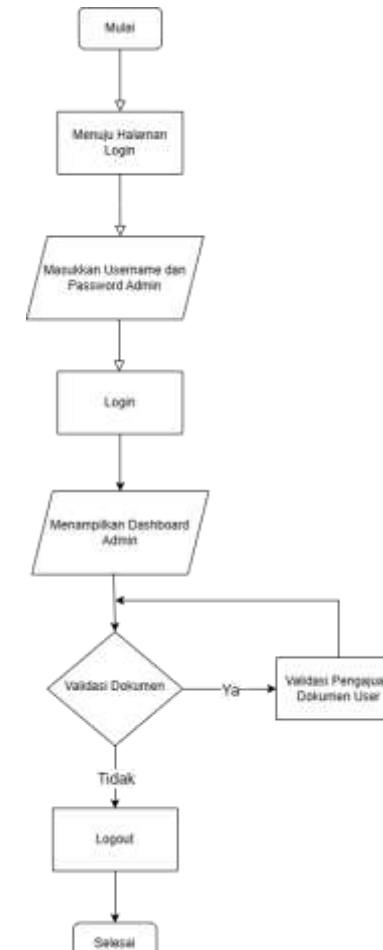 Mulai
Menuju Halaman
Login
Masukkan Username dan
Password Admin
Login
Menampilkan Dashboard
Admin
Validasi Dokumen
Ya
Validasi Pengajua
Dokumen User
Tidak
Logout
Selesai